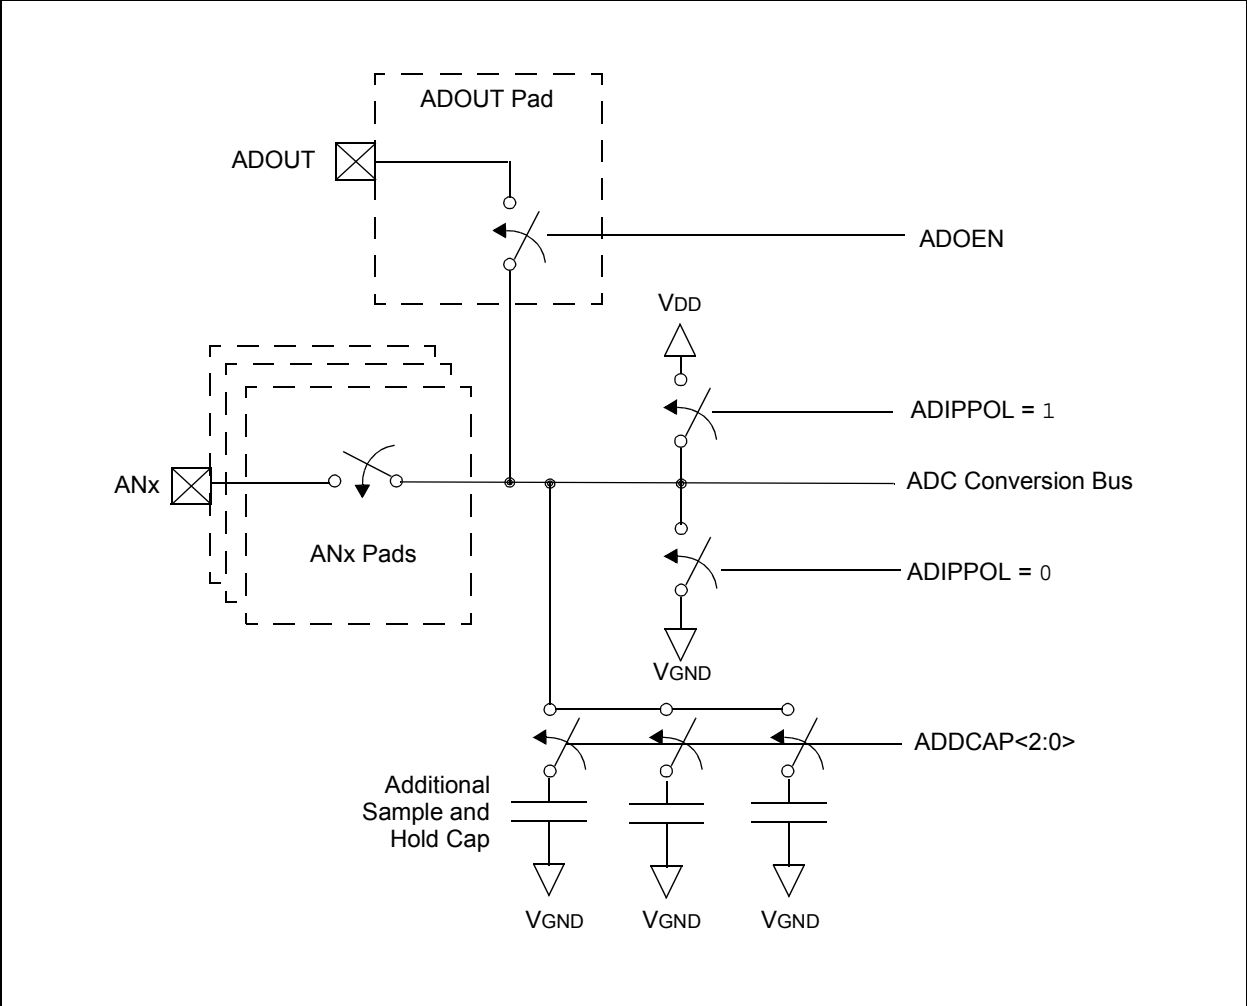 ADOUT Pad
ADOUT
ADOEN
VDD
ADIPPOL = 1
ANx
ADC Conversion Bus
ANx Pads
ADIPPOL = 0
VGND
ADDCAP<2:0>
Additional
Sample and
Hold Cap
VGND
VGND
VGND